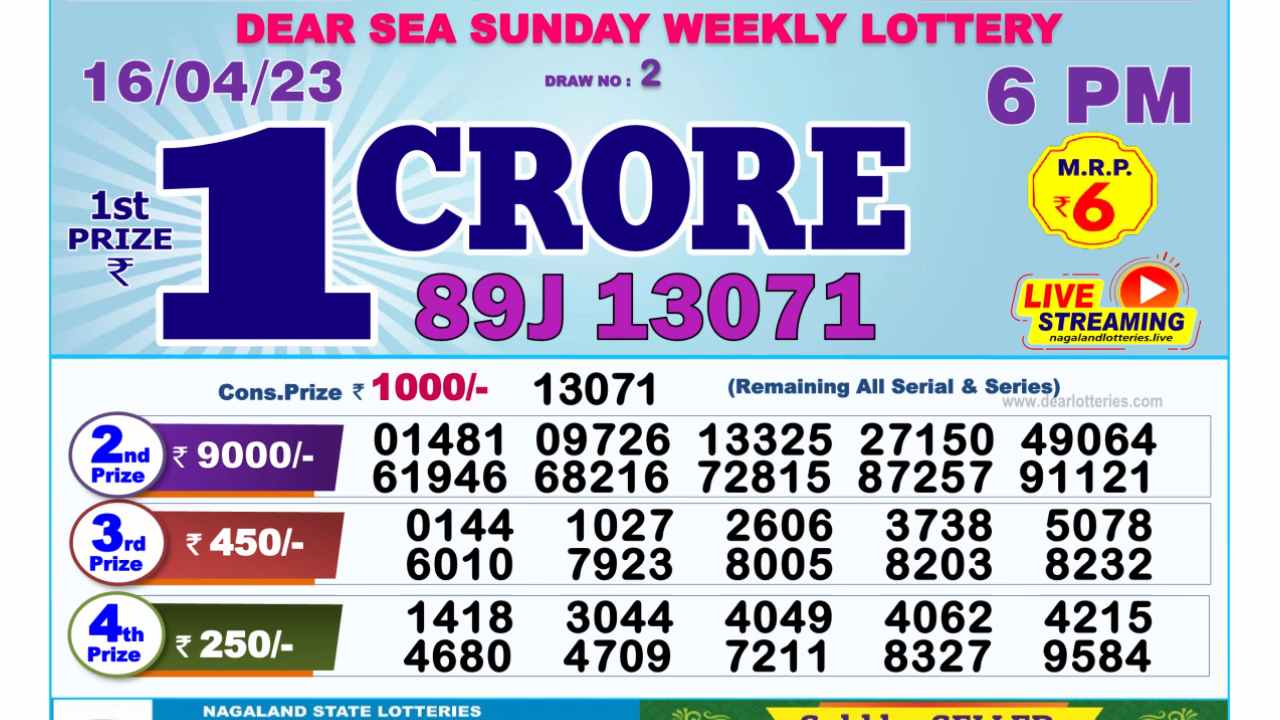 DEAR SEA SUNDAY WEEKLY LOTTERY
16/04/23
DRAW NO : 2
6 PM
1st
PRIZE
₹
1 CRORE
M.R.P.
₹6
89J 13071
LIVE
STREAMING
nagalandlotteries.live
Cons.Prize ₹ 1000/- 13071 (Remaining All Serial & Series)
www.dearlotteries.com
2nd Prize ₹ 9000/-
01481 09726 13325 27150 49064
61946 68216 72815 87257 91121
3rd Prize ₹ 450/-
0144 1027 2606 3738 5078
6010 7923 8005 8203 8232
4th Prize ₹ 250/-
1418 3044 4049 4062 4215
4680 4709 7211 8327 9584
NAGALAND STATE LOTTERIES